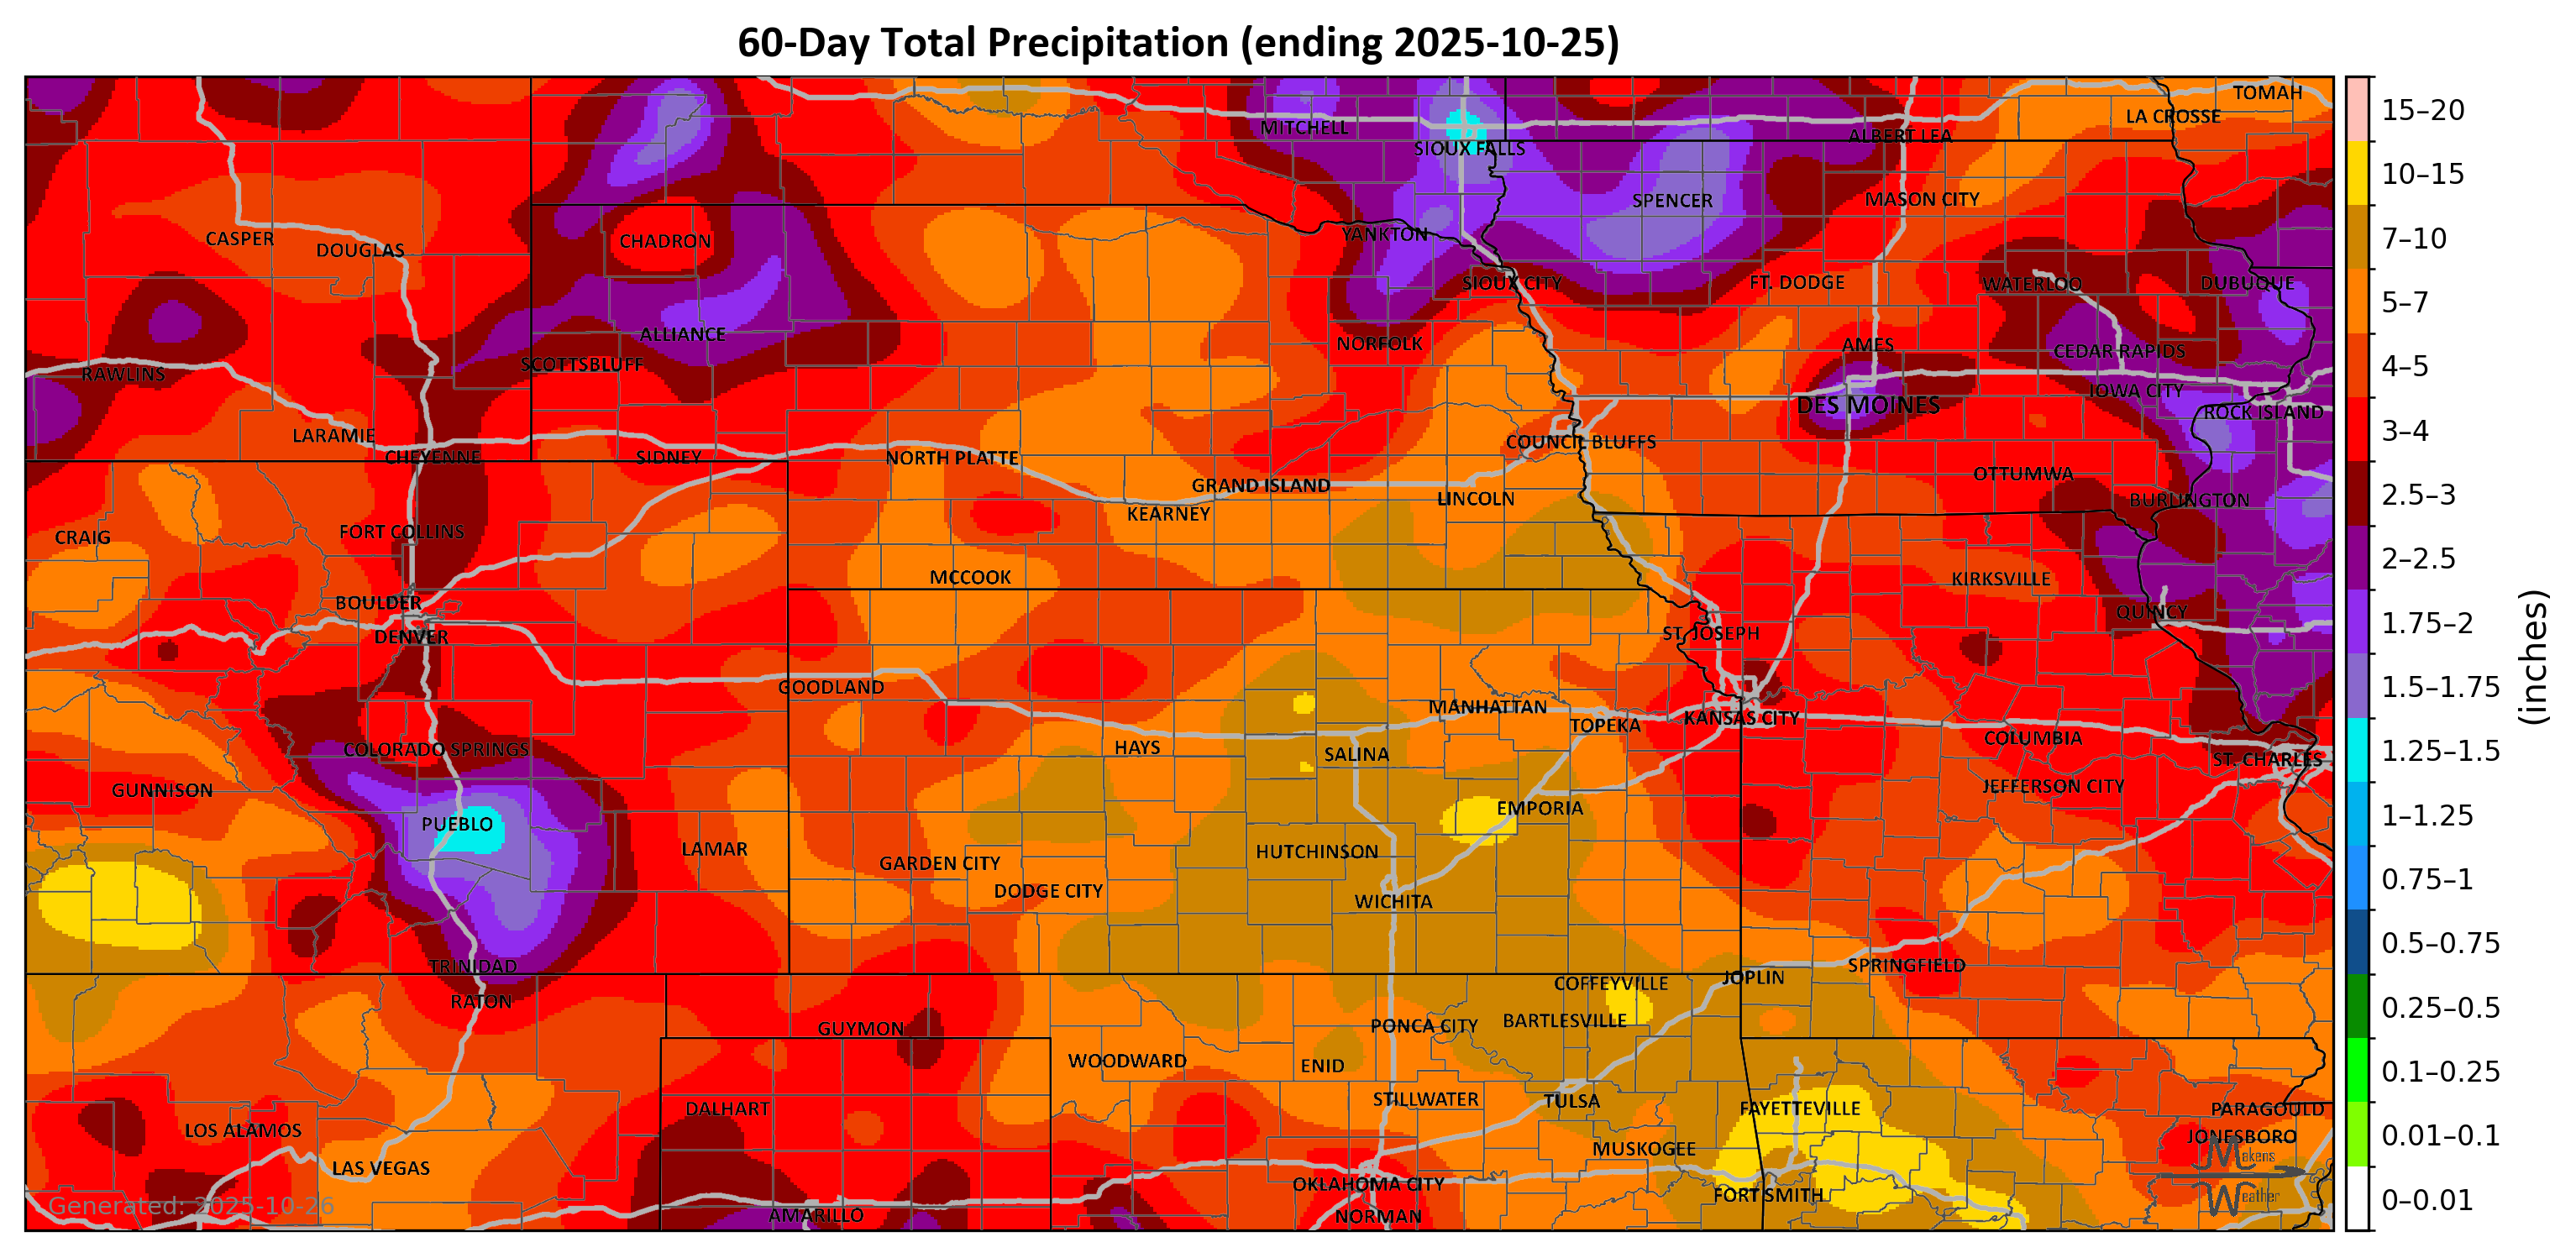 60-Day Total Precipitation (ending 2025-10-25)
TOMAH
LA CROSSE
MITCHELL
ALBERT LEA
SIOUX FALLS
SPENCER
MASON CITY
CASPER
CHADRON
YANKTON
DOUGLAS
SIOUX CITY
FT. DODGE
WATERLOO
DUBUQUE
ALLIANCE
NORFOLK
AMES
CEDAR RAPIDS
SCOTTSBLUFF
RAWLINS
IOWA CITY
DES MOINES
ROCK ISLAND
LARAMIE
COUNCIL BLUFFS
CHEYENNE
SIDNEY
NORTH PLATTE
OTTUMWA
GRAND ISLAND
LINCOLN
BURLINGTON
KEARNEY
CRAIG
FORT COLLINS
MCCOOK
KIRKSVILLE
BOULDER
QUINCY
DENVER
ST. JOSEPH
GOODLAND
MANHATTAN
TOPEKA
KANSAS CITY
COLUMBIA
COLORADO SPRINGS
HAYS
SALINA
ST. CHARLES
GUNNISON
JEFFERSON CITY
EMPORIA
PUEBLO
LAMAR
HUTCHINSON
GARDEN CITY
DODGE CITY
WICHITA
TRINIDAD
SPRINGFIELD
JOPLIN
COFFEYVILLE
RATON
BARTLESVILLE
PONCA CITY
GUYMON
WOODWARD
ENID
STILLWATER
TULSA
DALHART
FAYETTEVILLE
PARAGOULD
LOS ALAMOS
JONESBORO
MUSKOGEE
LAS VEGAS
OKLAHOMA CITY
FORT SMITH
AMARILLO
NORMAN
Generated: 2025-10-26
Makens
Weather
15–20
10–15
7–10
5–7
4–5
3–4
2.5–3
2–2.5
1.75–2
1.5–1.75
1.25–1.5
1–1.25
0.75–1
0.5–0.75
0.25–0.5
0.1–0.25
0.01–0.1
0–0.01
(inches)